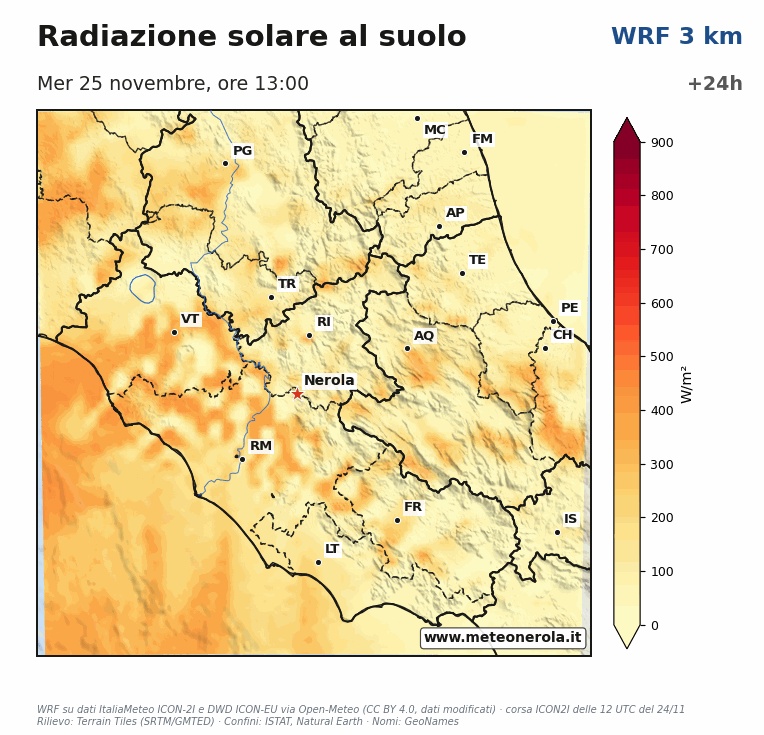 Radiazione solare al suolo
WRF 3 km
Mer 25 novembre, ore 13:00
+24h
MC
FM
PG
AP
TE
TR
PE
VT
RI
CH
AQ
Nerola
RM
FR
IS
LT
www.meteonerola.it
900
800
700
600
500
400
300
200
100
0
W/m²
WRF su dati ItaliaMeteo ICON-2I e DWD ICON-EU via Open-Meteo (CC BY 4.0, dati modificati) · corsa ICON2I delle 12 UTC del 24/11
Rilievo: Terrain Tiles (SRTM/GMTED) · Confini: ISTAT, Natural Earth · Nomi: GeoNames